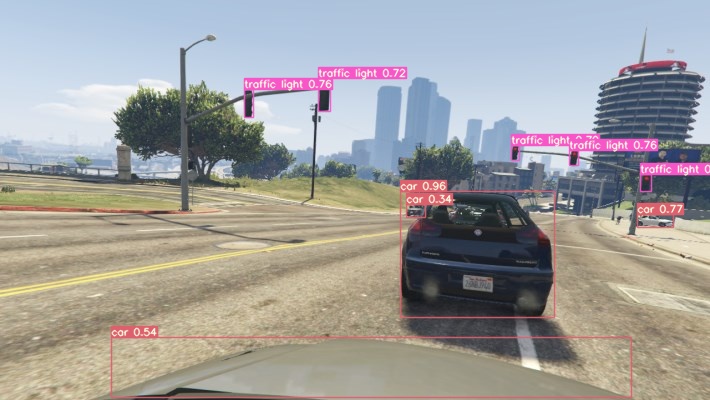 traffic light 0.72
traffic light 0.76
traffic light 0.76
car 0.96
car 0.34
car 0.77
car 0.54